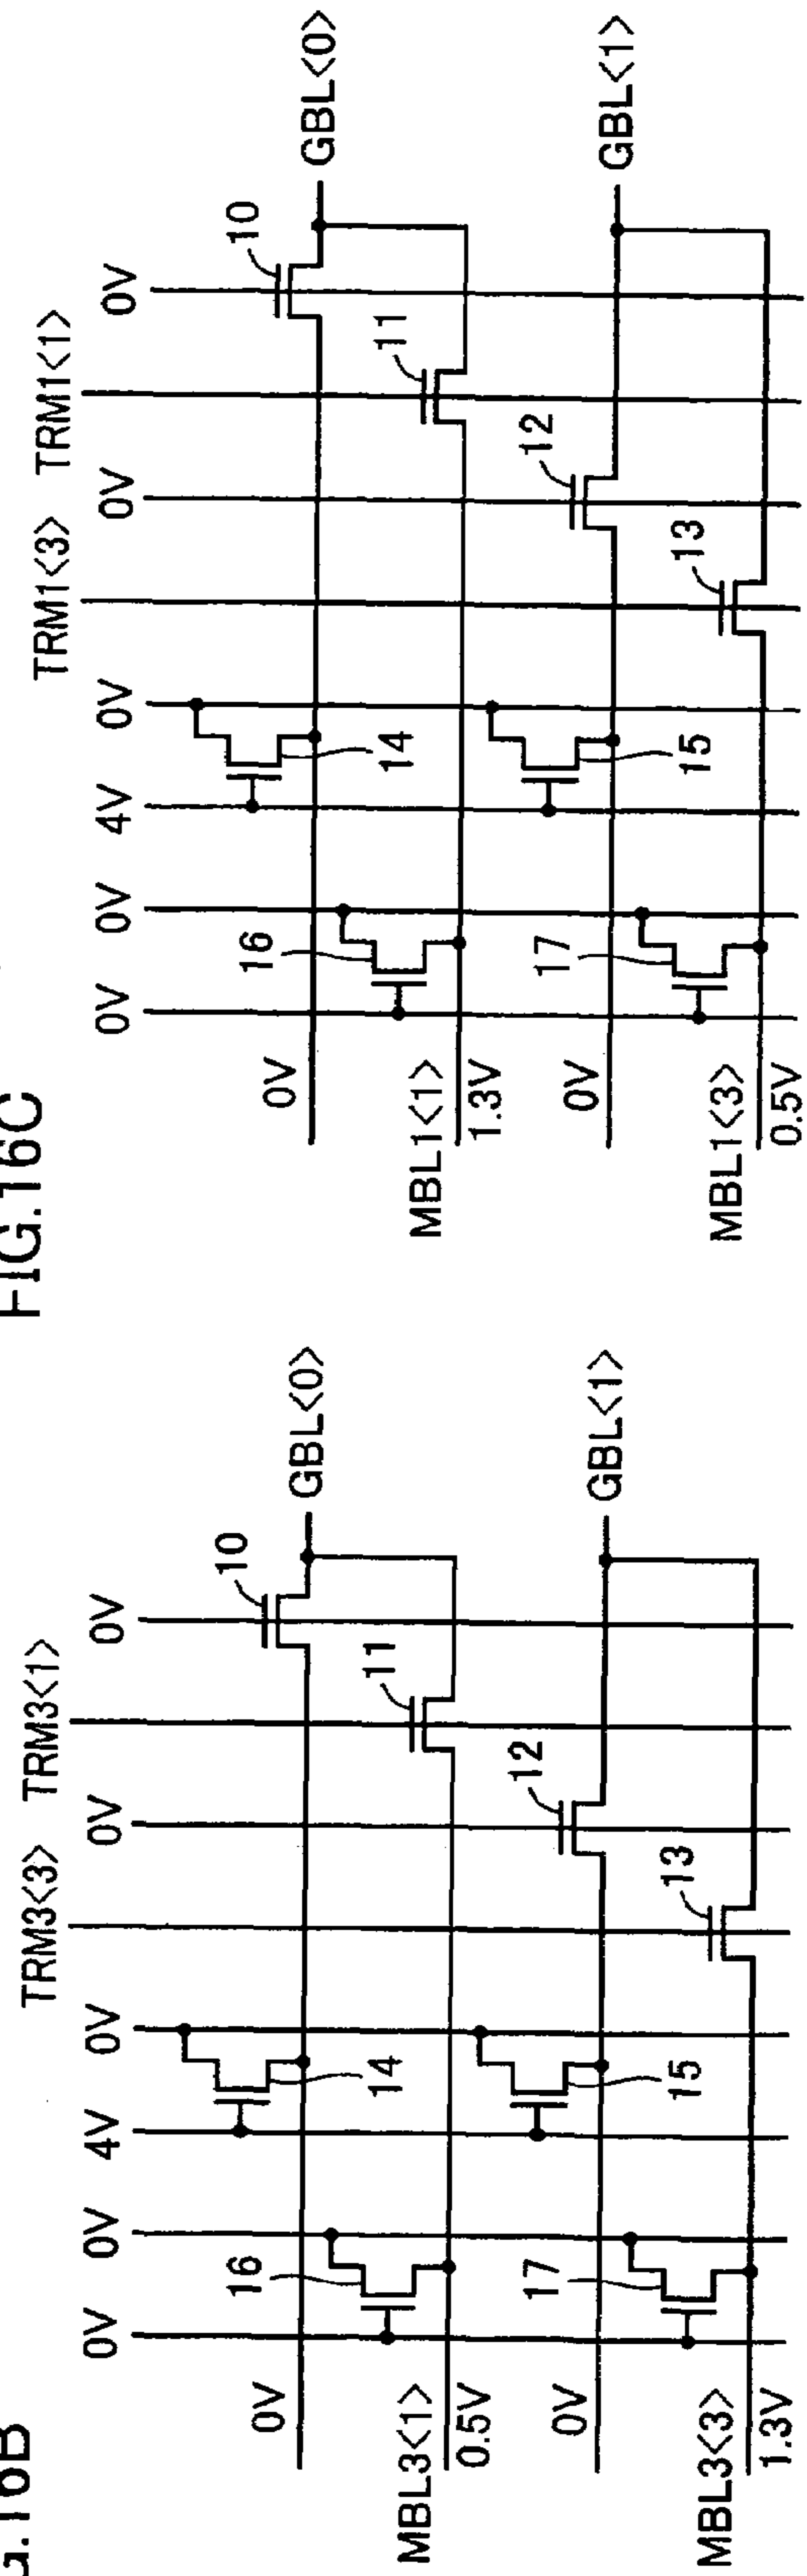 FIG.16C
0V 0V 4V 0V TRM1<3> 0V TRM1<1> 0V
10
GBL<0>
0V
16
14
11
MBL1<1>
1.3V
12
GBL<1>
0V
17
15
13
MBL1<3>
0.5V
G.16B
0V 0V 4V 0V TRM3<3> 0V TRM3<1> 0V
10
GBL<0>
0V
16
14
11
MBL3<1>
0.5V
12
GBL<1>
0V
17
15
13
MBL3<3>
1.3V